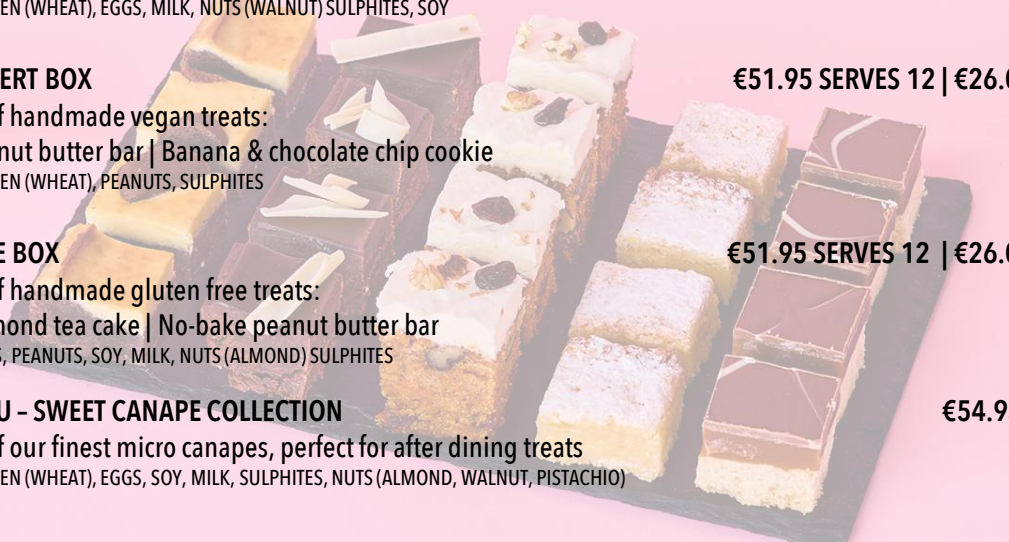 EN (WHEAT), EGGS, MILK, NUTS (WALNUT) SULPHITES, SOY
ERT BOX €51.95 SERVES 12 | €26.0
f handmade vegan treats:
nut butter bar | Banana & chocolate chip cookie
EN (WHEAT), PEANUTS, SULPHITES
E BOX €51.95 SERVES 12 | €26.0
f handmade gluten free treats:
mond tea cake | No-bake peanut butter bar
S, PEANUTS, SOY, MILK, NUTS (ALMOND) SULPHITES
U – SWEET CANAPE COLLECTION €54.9
f our finest micro canapes, perfect for after dining treats
EN (WHEAT), EGGS, SOY, MILK, SULPHITES, NUTS (ALMOND, WALNUT, PISTACHIO)